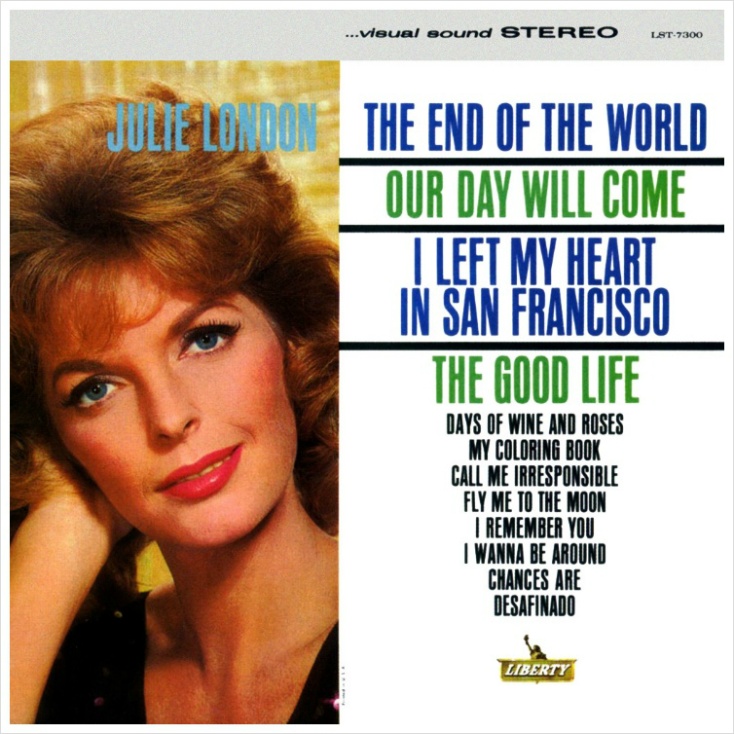 ...visual sound STEREO
LST-7300
JULIE LONDON
THE END OF THE WORLD
OUR DAY WILL COME
I LEFT MY HEART
IN SAN FRANCISCO
THE GOOD LIFE
DAYS OF WINE AND ROSES
MY COLORING BOOK
CALL ME IRRESPONSIBLE
FLY ME TO THE MOON
I REMEMBER YOU
I WANNA BE AROUND
CHANCES ARE
DESAFINADO
LIBERTY